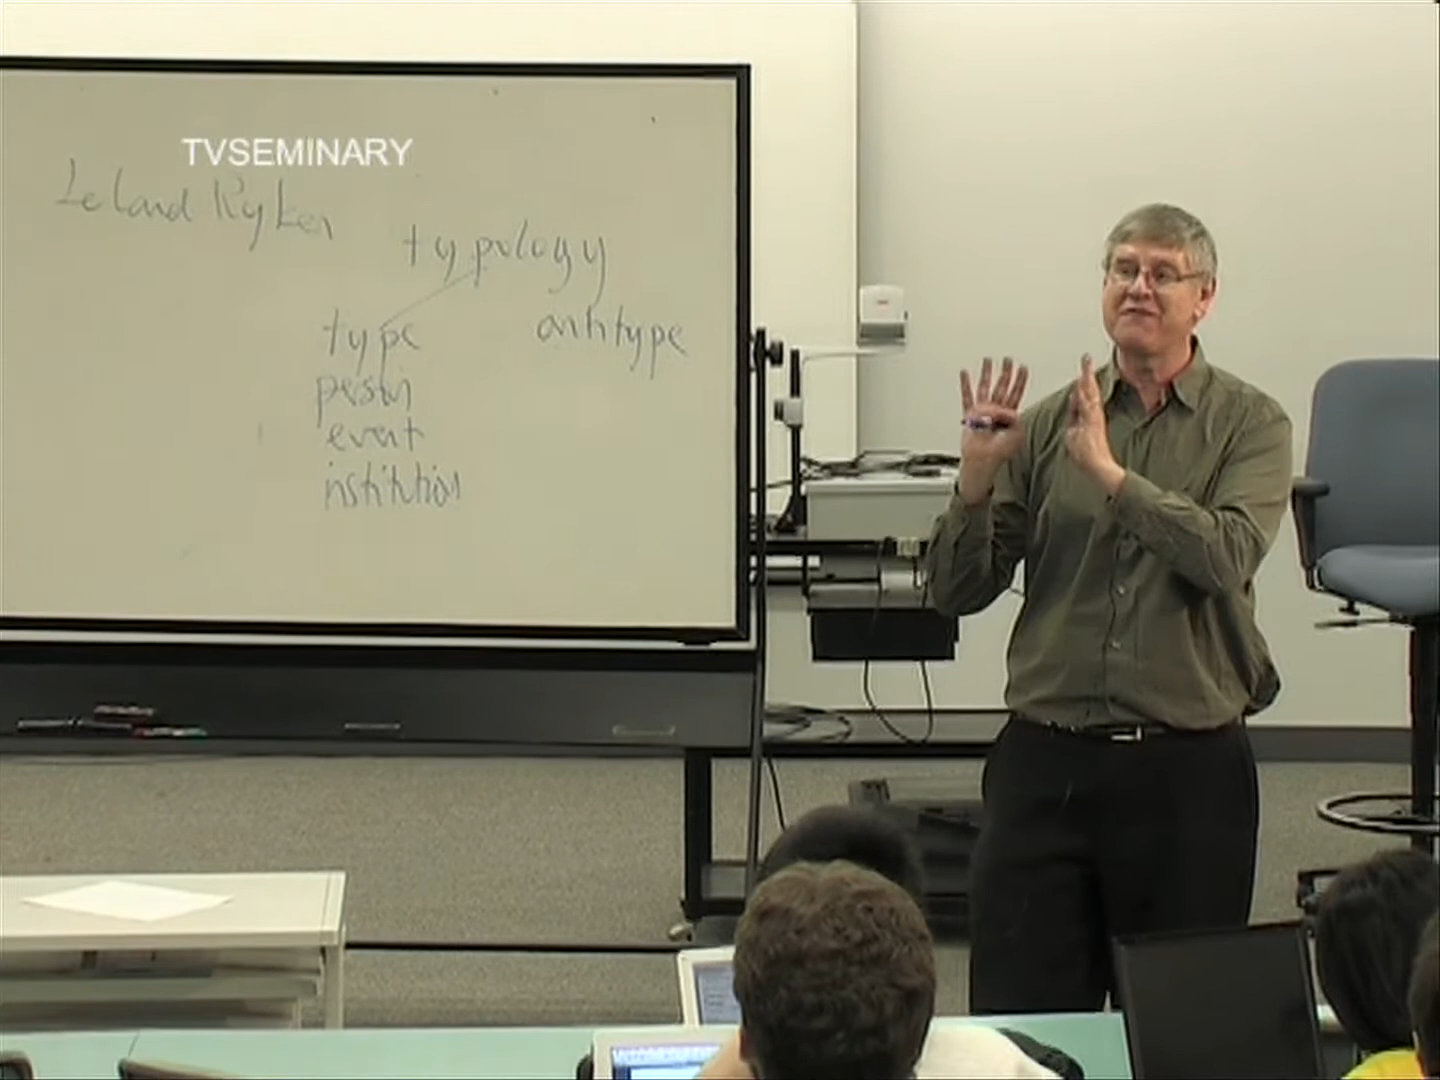 TVSEMINARY
Leland Ryken
typology
type antitype
person
event
institution